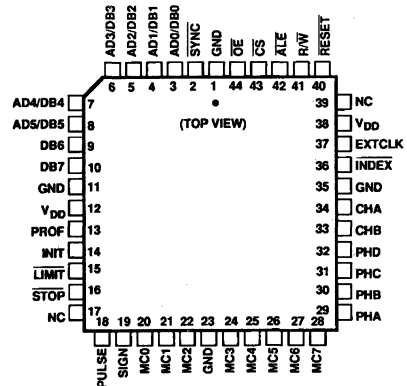 AD3/DB3
AD2/DB2
AD1/DB1
AD0/DB0
SYNC
GND
OE
CS
ALE
R/W
RESET
6 5 4 3 2 1 44 43 42 41 40
(TOP VIEW)
AD4/DB4 7
AD5/DB5 8
DB6 9
DB7 10
GND 11
VDD 12
PROF 13
INIT 14
LIMIT 15
STOP 16
NC 17
39 NC
38 VDD
37 EXTCLK
36 INDEX
35 GND
34 CHA
33 CHB
32 PHD
31 PHC
30 PHB
29 PHA
18 19 20 21 22 23 24 25 26 27 28
PULSE
SIGN
MC0
MC1
MC2
GND
MC3
MC4
MC5
MC6
MC7